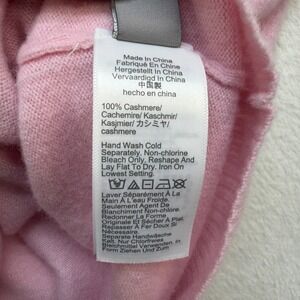 Made In China
Fabriqué En Chine
Hergestellt In China
Vervaardigd In China
中国製
hecho en china
100% Cashmere/
Cachemire/ Kaschmir/
Kasjmier/ カシミヤ/
cashmere
Hand Wash Cold
Separately. Non-chlorine
Bleach Only, Reshape And
Lay Flat To Dry. Iron On
Lowest Setting.
Laver Séparément À La
Main À L'eau Froide.
Seulement Agent De
Blanchiment Non Chloré.
Redonner La Forme
Originale Et Sécher À Plat.
Repasser À Fer Doux Si
Nécessaire.
Separate Handwäsche
Kalt. Nur Chlorfreies
Bleichmittel Verwenden. In
Form Ziehen Und Zum